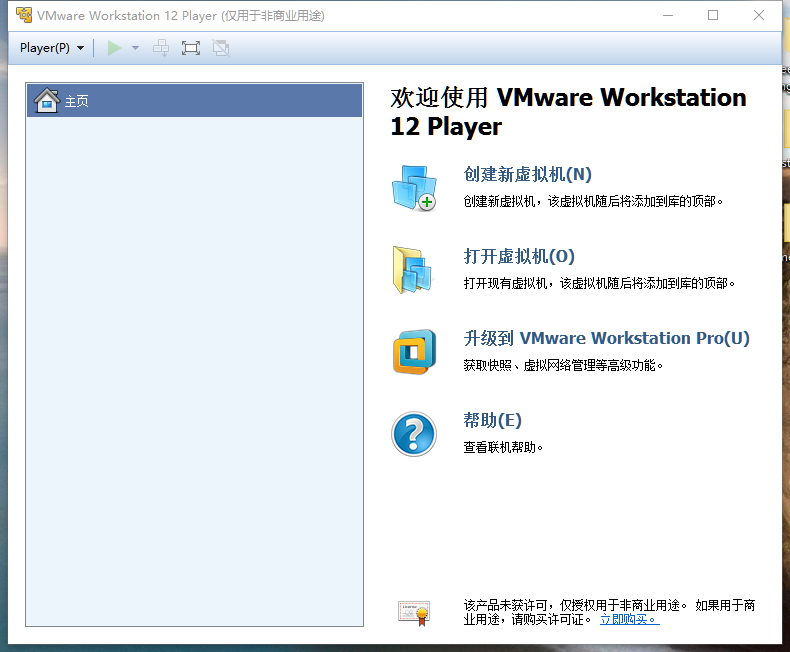 VMware Workstation 12 Player (仅用于非商业用途)
Player(P)
主页
欢迎使用 VMware Workstation
12 Player
创建新虚拟机(N)
创建新虚拟机，该虚拟机随后将添加到库的顶部。
打开虚拟机(O)
打开现有虚拟机，该虚拟机随后将添加到库的顶部。
升级到 VMware Workstation Pro(U)
获取快照、虚拟网络管理等高级功能。
帮助(E)
查看联机帮助。
该产品未获许可，仅授权用于非商业用途。 如果用于商
业用途，请购买许可证。 立即购买。